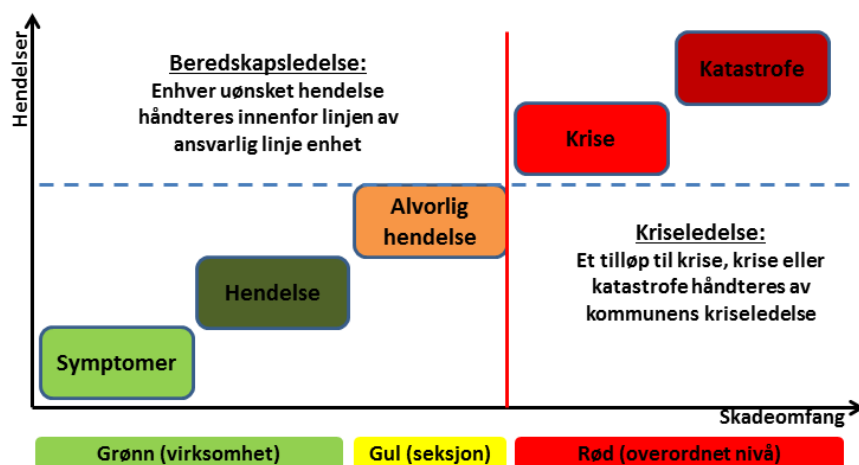 Hendelser
Beredskapsledelse:
Enhver uønsket hendelse
håndteres innenfor linjen av
ansvarlig linje enhet
Katastrofe
Krise
Alvorlig
hendelse
Kriseledelse:
Et tilløp til krise, krise eller
katastrofe håndteres av
kommunens kriseledelse
Hendelse
Symptomer
Skadeomfang
Grønn (virksomhet)
Gul (seksjon)
Rød (overordnet nivå)